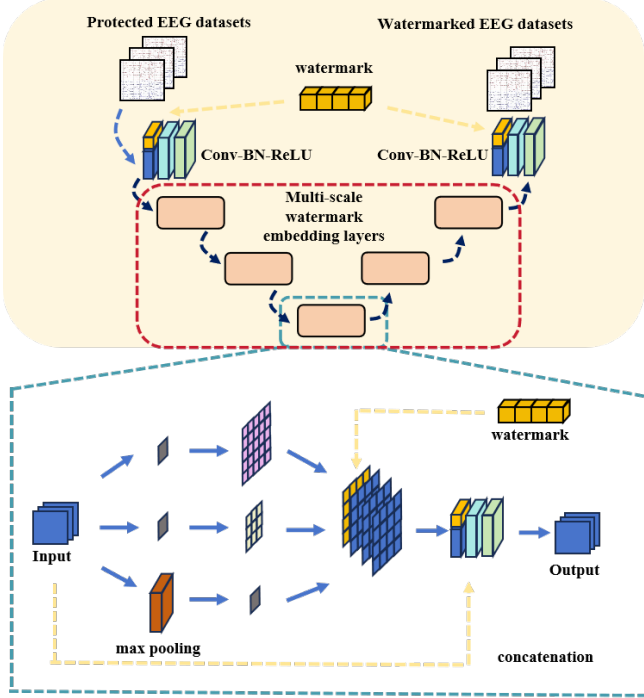 Protected EEG datasets
Watermarked EEG datasets
watermark
Conv-BN-ReLU
Conv-BN-ReLU
Multi-scale
watermark
embedding layers
watermark
Input
Output
max pooling
concatenation